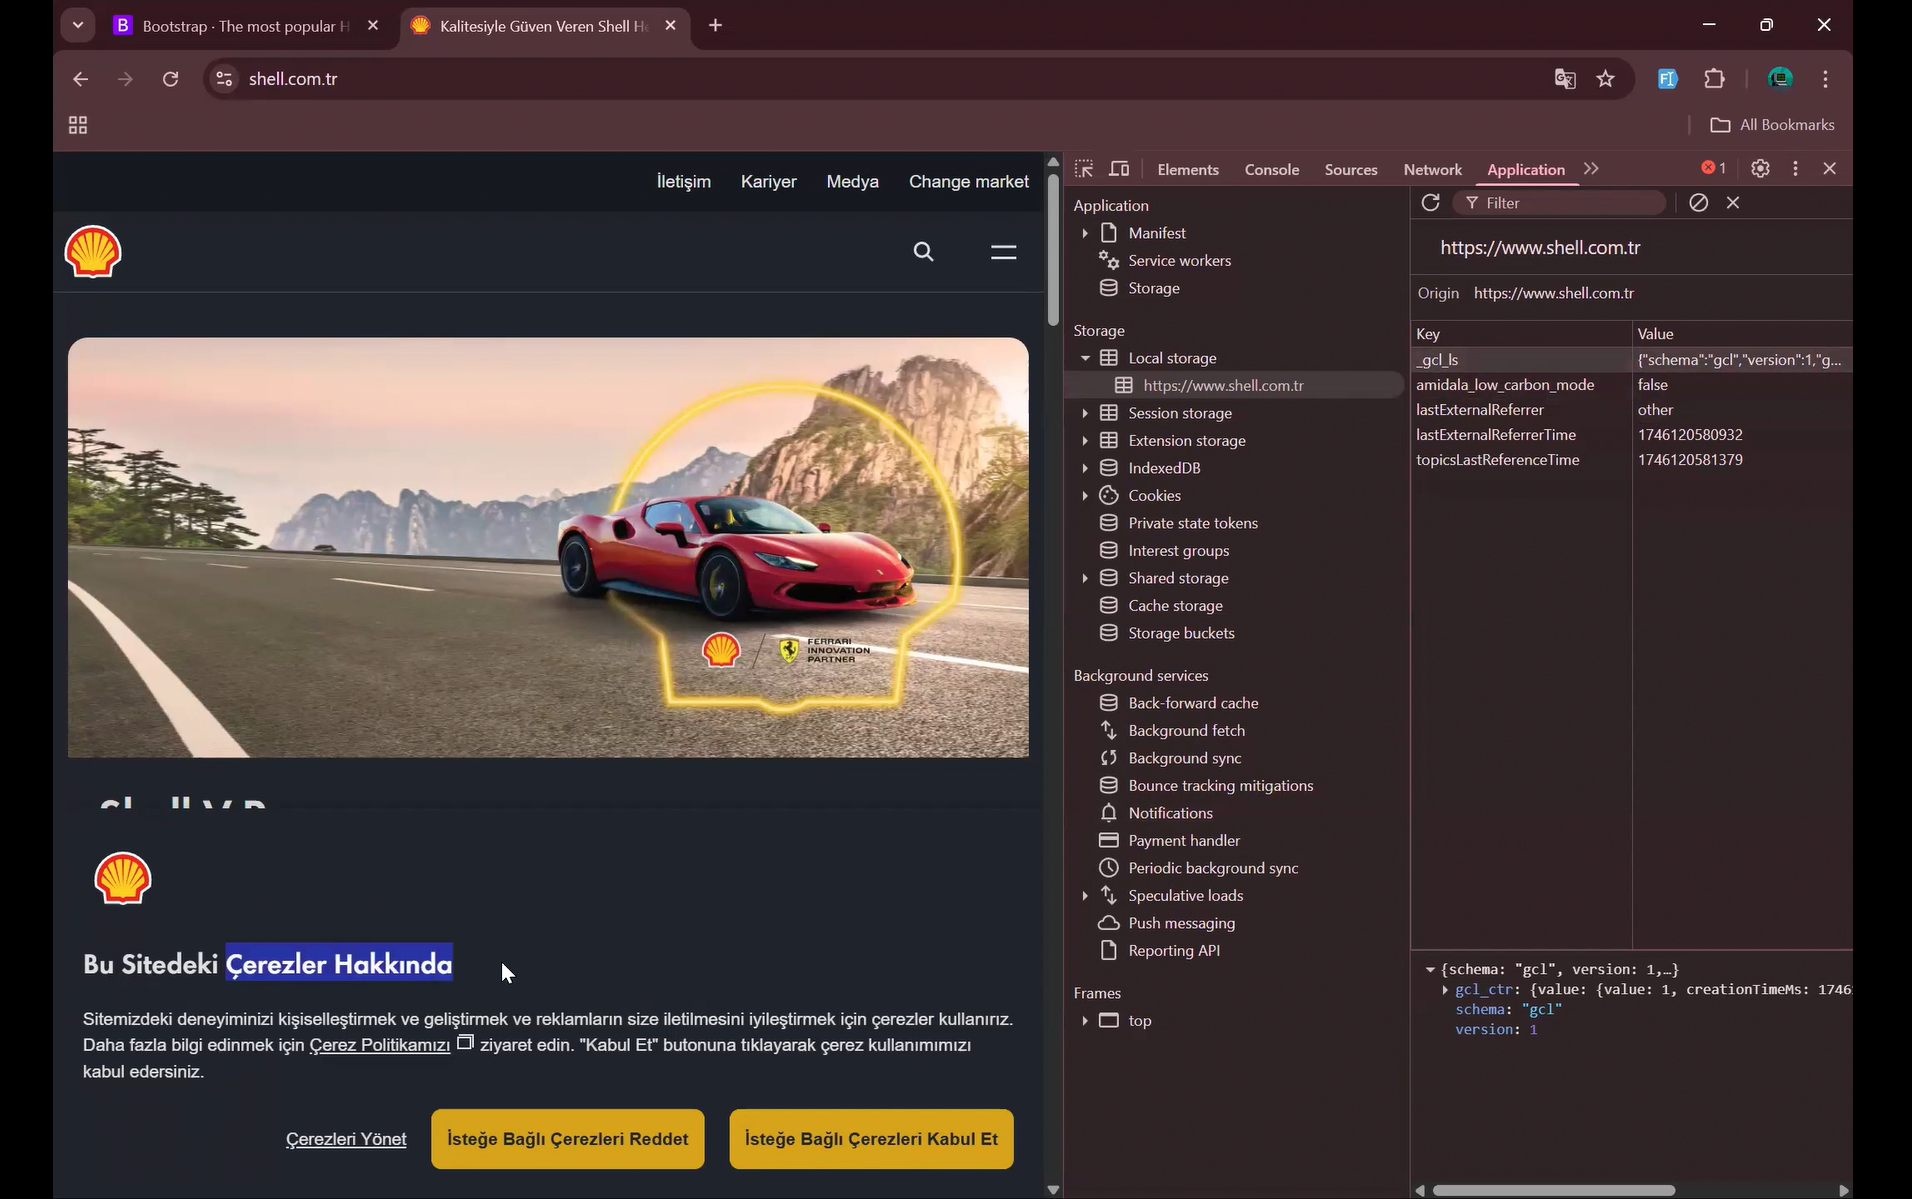 Bootstrap · The most popular H
Kalitesiyle Güven Veren Shell He
shell.com.tr
All Bookmarks
İletişim Kariyer Medya Change market
FERRARI
INNOVATION
PARTNER
Bu Sitedeki Çerezler Hakkında
Sitemizdeki deneyiminizi kişiselleştirmek ve geliştirmek ve reklamların size iletilmesini iyileştirmek için çerezler kullanırız.
Daha fazla bilgi edinmek için Çerez Politikamızı ziyaret edin. "Kabul Et" butonuna tıklayarak çerez kullanımımızı
kabul edersiniz.
Çerezleri Yönet
İsteğe Bağlı Çerezleri Reddet
İsteğe Bağlı Çerezleri Kabul Et
Elements Console Sources Network Application 1
Application
Manifest
Service workers
Storage
Storage
Local storage
https://www.shell.com.tr
Session storage
Extension storage
IndexedDB
Cookies
Private state tokens
Interest groups
Shared storage
Cache storage
Storage buckets
Background services
Back-forward cache
Background fetch
Background sync
Bounce tracking mitigations
Notifications
Payment handler
Periodic background sync
Speculative loads
Push messaging
Reporting API
Frames
top
Filter
https://www.shell.com.tr
Origin https://www.shell.com.tr
Key Value
_gcl_ls {"schema":"gcl","version":1,"g...
amidala_low_carbon_mode false
lastExternalReferrer other
lastExternalReferrerTime 1746120580932
topicsLastReferenceTime 1746120581379
{schema: "gcl", version: 1,…}
gcl_ctr: {value: {value: 1, creationTimeMs: 1746
schema: "gcl"
version: 1